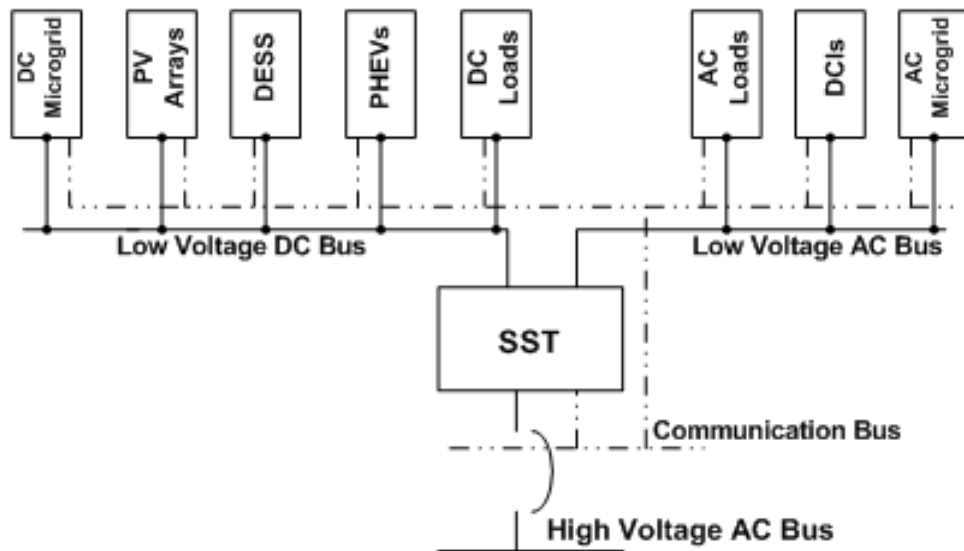 DC
Microgrid
PV
Arrays
DESS
PHEVs
DC
Loads
AC
Loads
DCIs
AC
Microgrid
Low Voltage DC Bus
Low Voltage AC Bus
SST
Communication Bus
High Voltage AC Bus